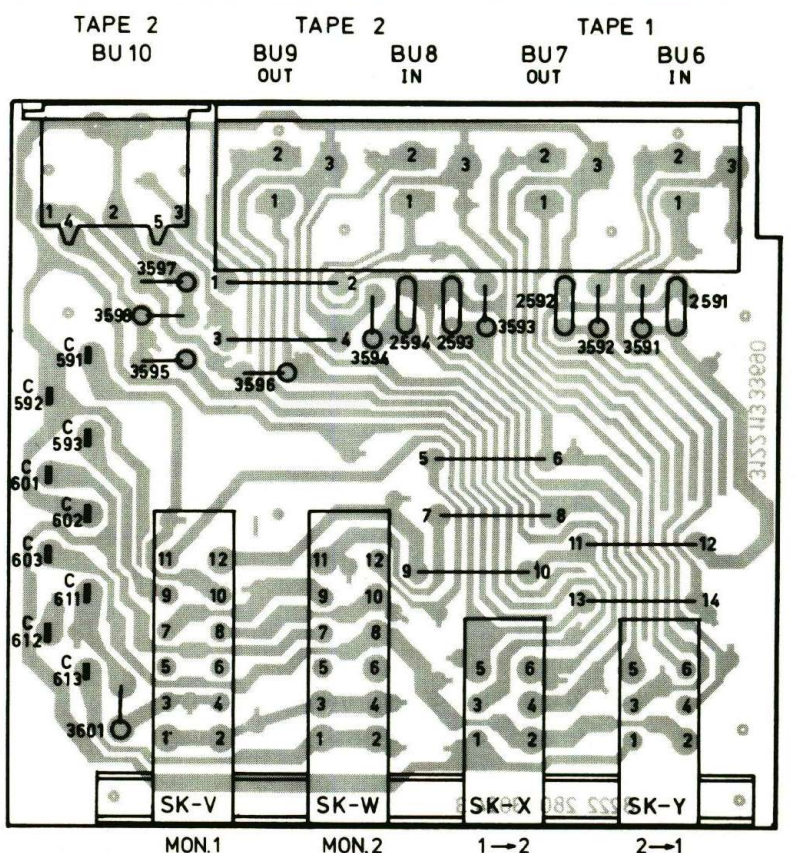 TAPE 2 TAPE 2 TAPE 1
BU10 BU9 BU8 BU7 BU6
OUT IN OUT IN
2 3 2 3 2 3 2 3
1 2 3 1 1 1 1
4 5
3597 1 2
3598 2592 2591
3593
3 4 3594 2594 2593 3592 3591
C 591 3595 3596
C 592
C 593
5 6
C 601
C 602
7 8
11 12
C 603 11 12 11 12
9 10
C 611 9 10 9 10
13 14
C 612 7 8 7 8
C 613 5 6 5 6 5 6 5 6
3 4 3 4 3 4 3 4
3601 1 2 1 2 1 2 1 2
SK-V SK-W SK-X SK-Y
MON.1 MON.2 1→2 2→1